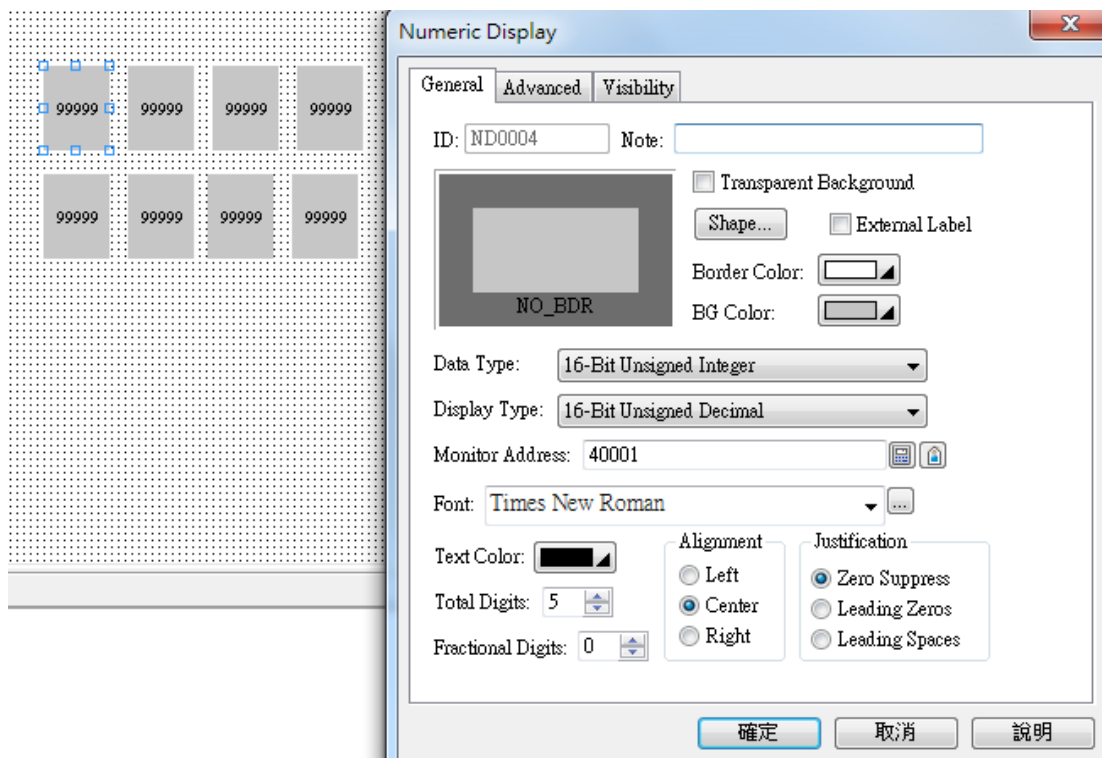 Numeric Display
X
General Advanced Visibility
ID: ND0004 Note:
Transparent Background
Shape... External Label
Border Color:
NO_BDR
BG Color:
Data Type: 16-Bit Unsigned Integer
Display Type: 16-Bit Unsigned Decimal
Monitor Address: 40001
Font: Times New Roman ...
Text Color:
Total Digits: 5
Fractional Digits: 0
Alignment
Left
Center
Right
Justification
Zero Suppress
Leading Zeros
Leading Spaces
確定 取消 說明
99999 99999 99999 99999
99999 99999 99999 99999